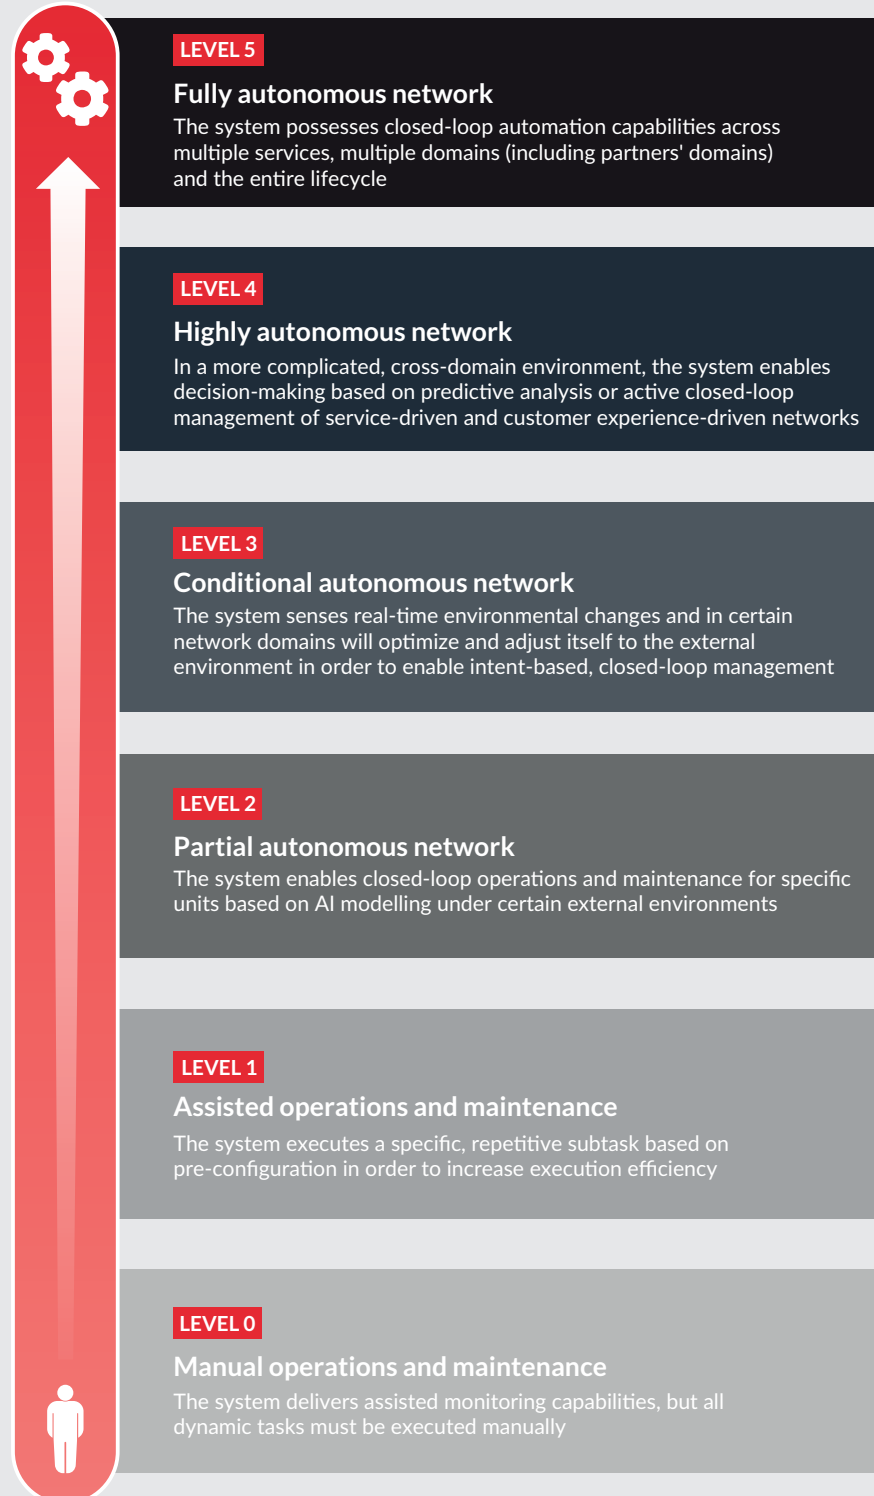 LEVEL 5
Fully autonomous network
The system possesses closed-loop automation capabilities across
multiple services, multiple domains (including partners' domains)
and the entire lifecycle
LEVEL 4
Highly autonomous network
In a more complicated, cross-domain environment, the system enables
decision-making based on predictive analysis or active closed-loop
management of service-driven and customer experience-driven networks
LEVEL 3
Conditional autonomous network
The system senses real-time environmental changes and in certain
network domains will optimize and adjust itself to the external
environment in order to enable intent-based, closed-loop management
LEVEL 2
Partial autonomous network
The system enables closed-loop operations and maintenance for specific
units based on AI modelling under certain external environments
LEVEL 1
Assisted operations and maintenance
The system executes a specific, repetitive subtask based on
pre-configuration in order to increase execution efficiency
LEVEL 0
Manual operations and maintenance
The system delivers assisted monitoring capabilities, but all
dynamic tasks must be executed manually